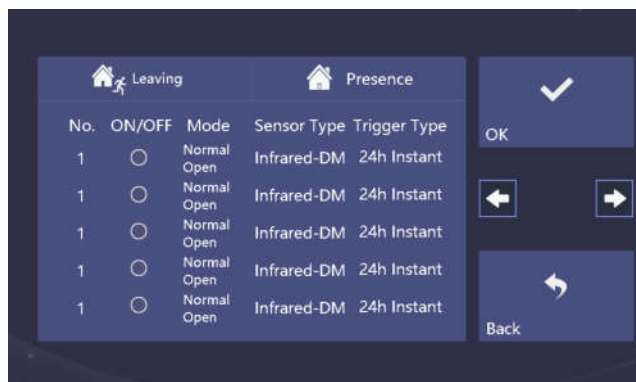 Leaving Presence
No. ON/OFF Mode Sensor Type Trigger Type
1 Normal Open Infrared-DM 24h Instant
1 Normal Open Infrared-DM 24h Instant
1 Normal Open Infrared-DM 24h Instant
1 Normal Open Infrared-DM 24h Instant
1 Normal Open Infrared-DM 24h Instant
OK
Back